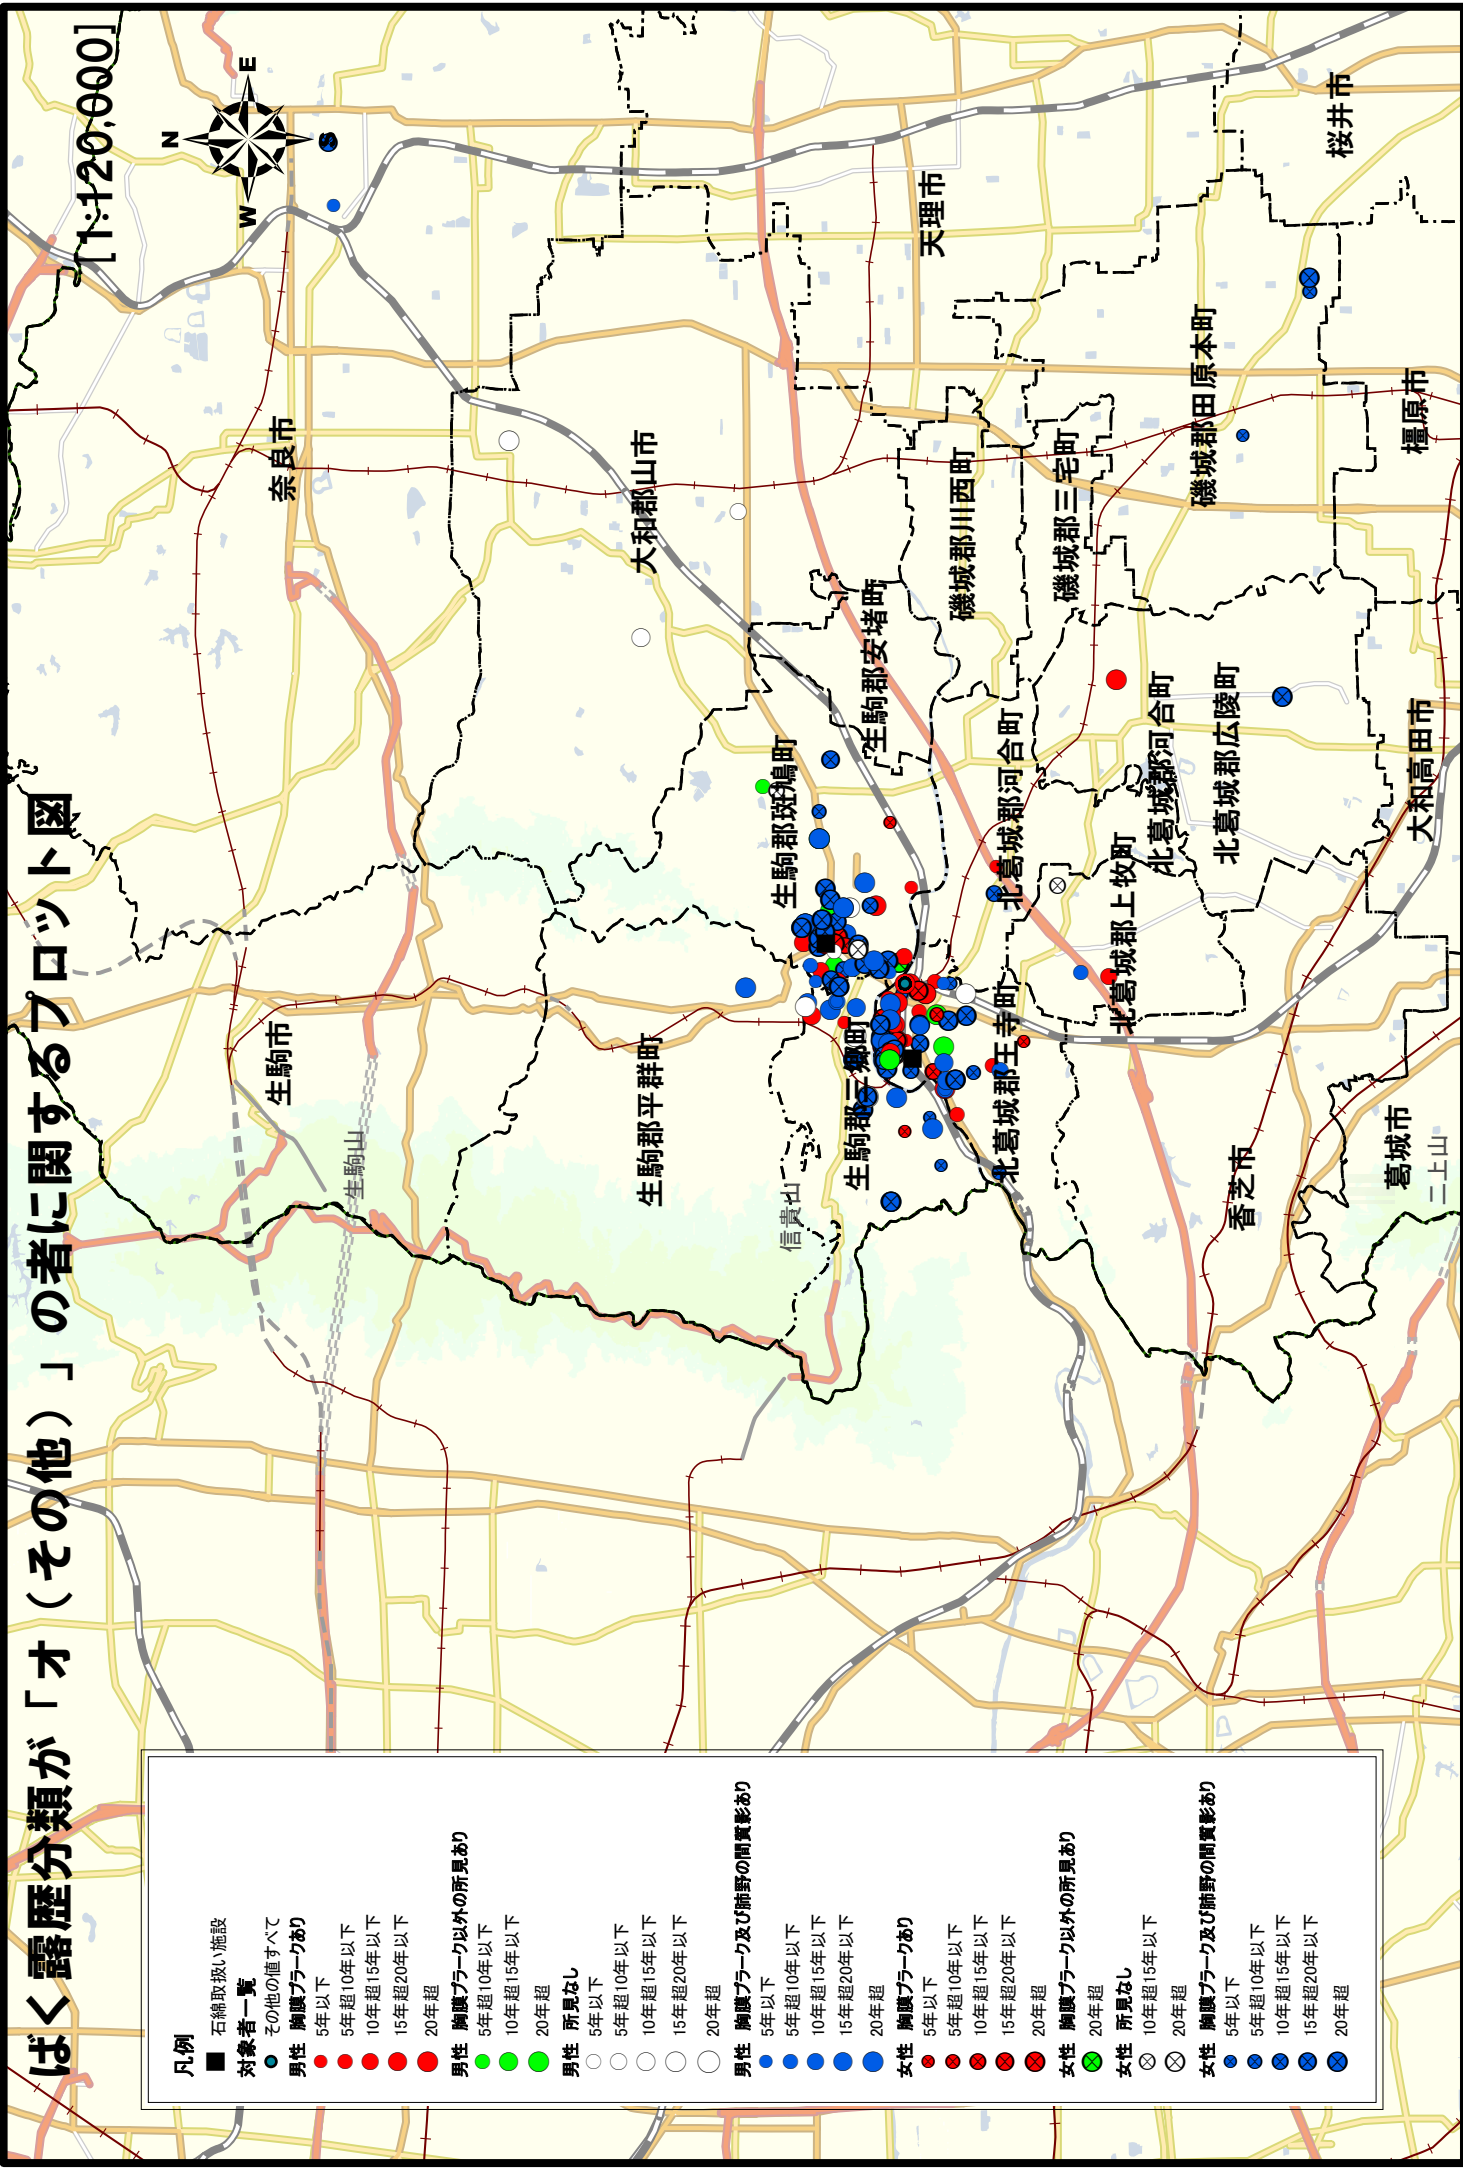 ばく露歴分類が「オ（その他）」の者に関するプロット図
[1:120,000]
N
W
E
S
奈良市
生駒市
生駒山
大和郡山市
天理市
桜井市
生駒郡平群町
信貴山
生駒郡斑鳩町
生駒郡安堵町
生駒郡三郷町
磯城郡川西町
磯城郡三宅町
磯城郡田原本町
橿原市
北葛城郡河合町
北葛城郡河合町
北葛城郡広陵町
北葛城郡上牧町
北葛城郡王寺町
大和高田市
香芝市
葛城市
二上山
凡例
石綿取扱い施設
対象者一覧
その他の値すべて
男性 胸膜プラークあり
5年以下
5年超10年以下
10年超15年以下
15年超20年以下
20年超
男性 胸膜プラーク以外の所見あり
5年超10年以下
10年超15年以下
20年超
男性 所見なし
5年以下
5年超10年以下
10年超15年以下
15年超20年以下
20年超
男性 胸膜プラーク及び肺野の間質影あり
5年以下
5年超10年以下
10年超15年以下
15年超20年以下
20年超
女性 胸膜プラークあり
5年以下
5年超10年以下
10年超15年以下
15年超20年以下
20年超
女性 胸膜プラーク以外の所見あり
20年超
女性 所見なし
10年超15年以下
20年超
女性 胸膜プラーク及び肺野の間質影あり
5年以下
5年超10年以下
10年超15年以下
15年超20年以下
20年超